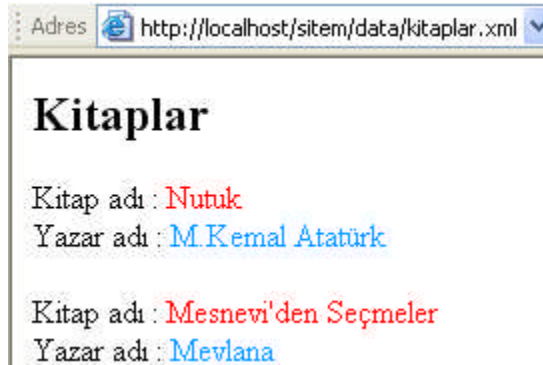 Adres http://localhost/sitem/data/kitaplar.xml
Kitaplar
Kitap adı : Nutuk
Yazar adı : M.Kemal Atatürk
Kitap adı : Mesnevi'den Seçmeler
Yazar adı : Mevlana